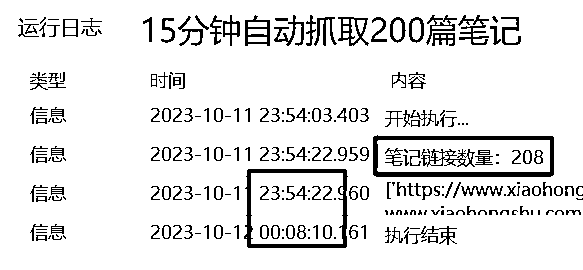 运行日志
15分钟自动抓取200篇笔记
类型 时间 内容
信息 2023-10-11 23:54:03.403 开始执行...
信息 2023-10-11 23:54:22.959 笔记链接数量：208
信息 2023-10-11 23:54:22.960 ['https://www.xiaohong
www.xiaohongshu.com
信息 2023-10-12 00:08:10.161 执行结束